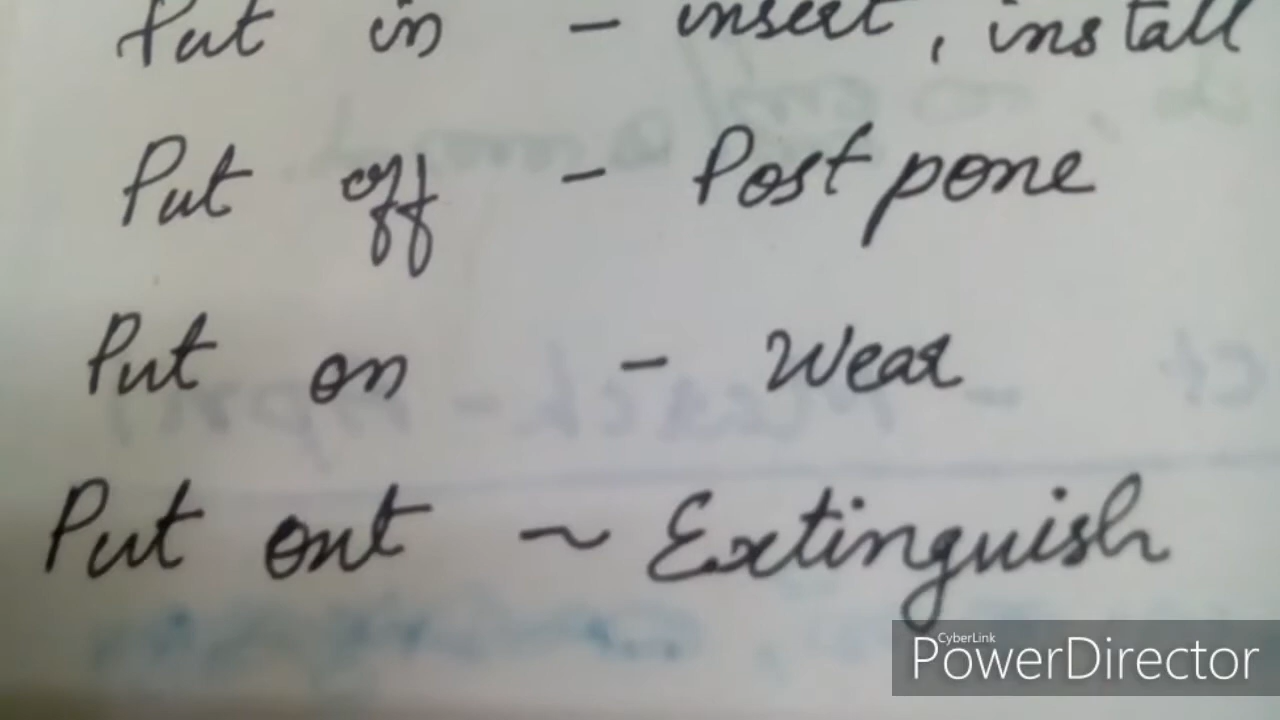 Put in - insert, install
Put off - Postpone
Put on - Wear
Put out ~ Extinguish
CyberLink
PowerDirector